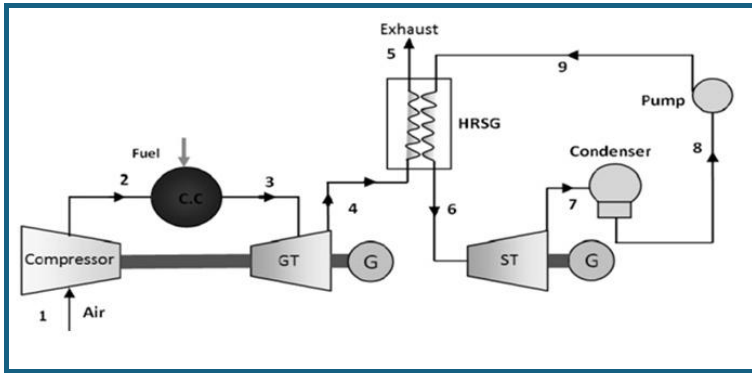 Exhaust
5
9
Pump
HRSG
Fuel
8
Condenser
2
C.C
3
4
6
7
Compressor
GT
G
ST
G
1
Air